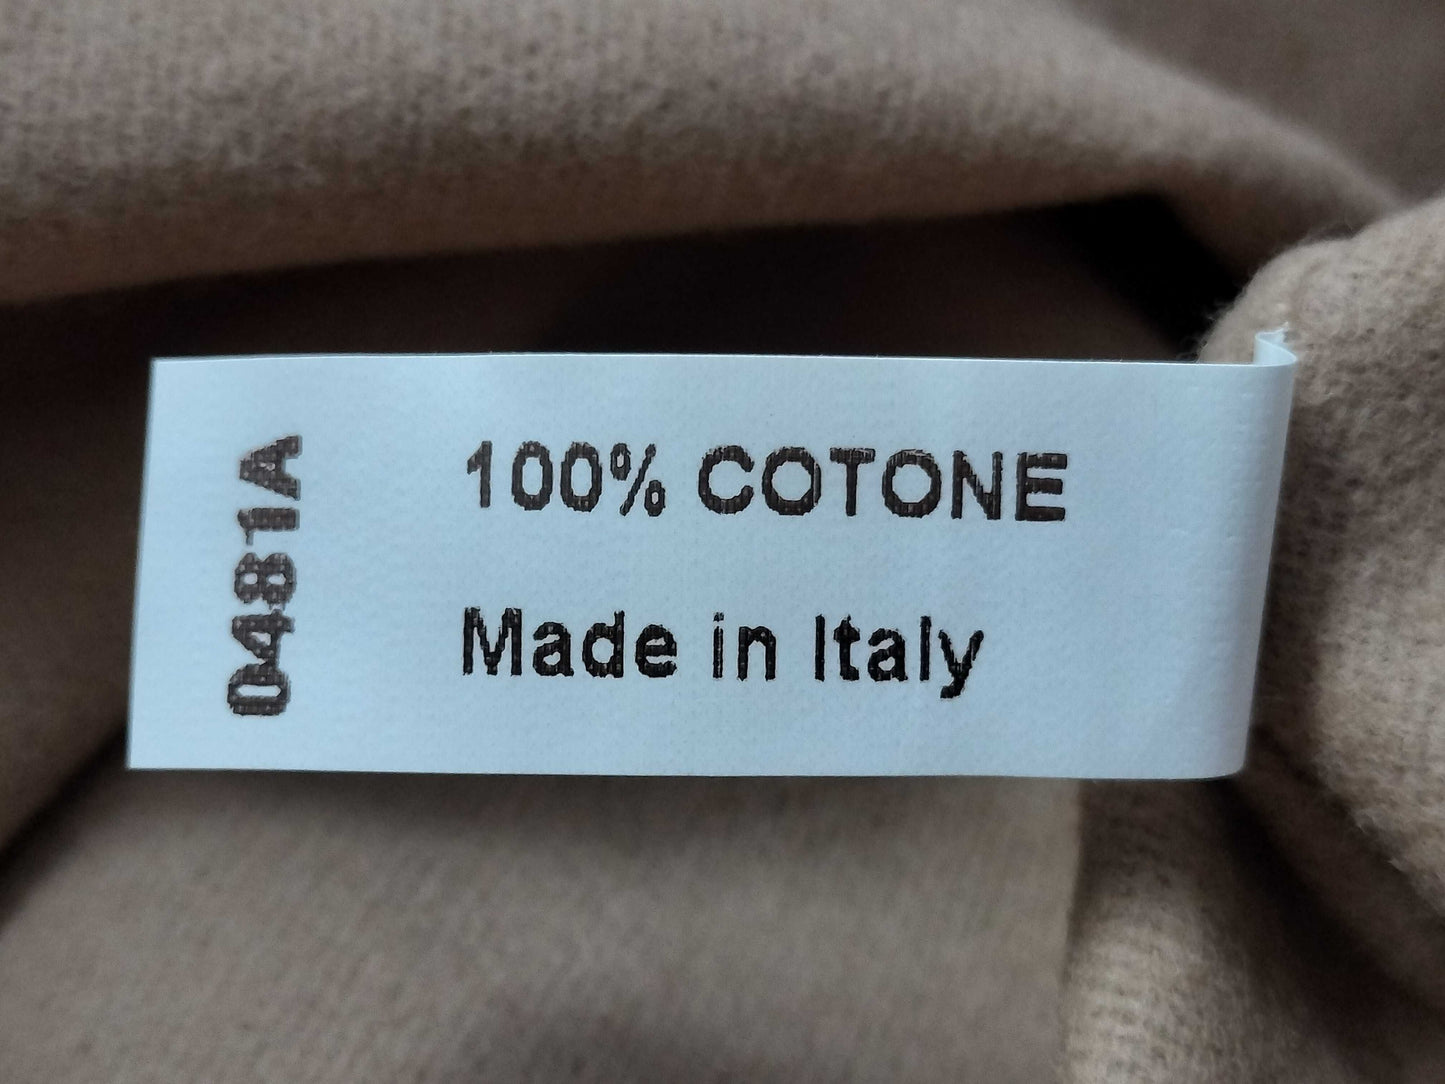 0481A
100% COTONE
Made in Italy